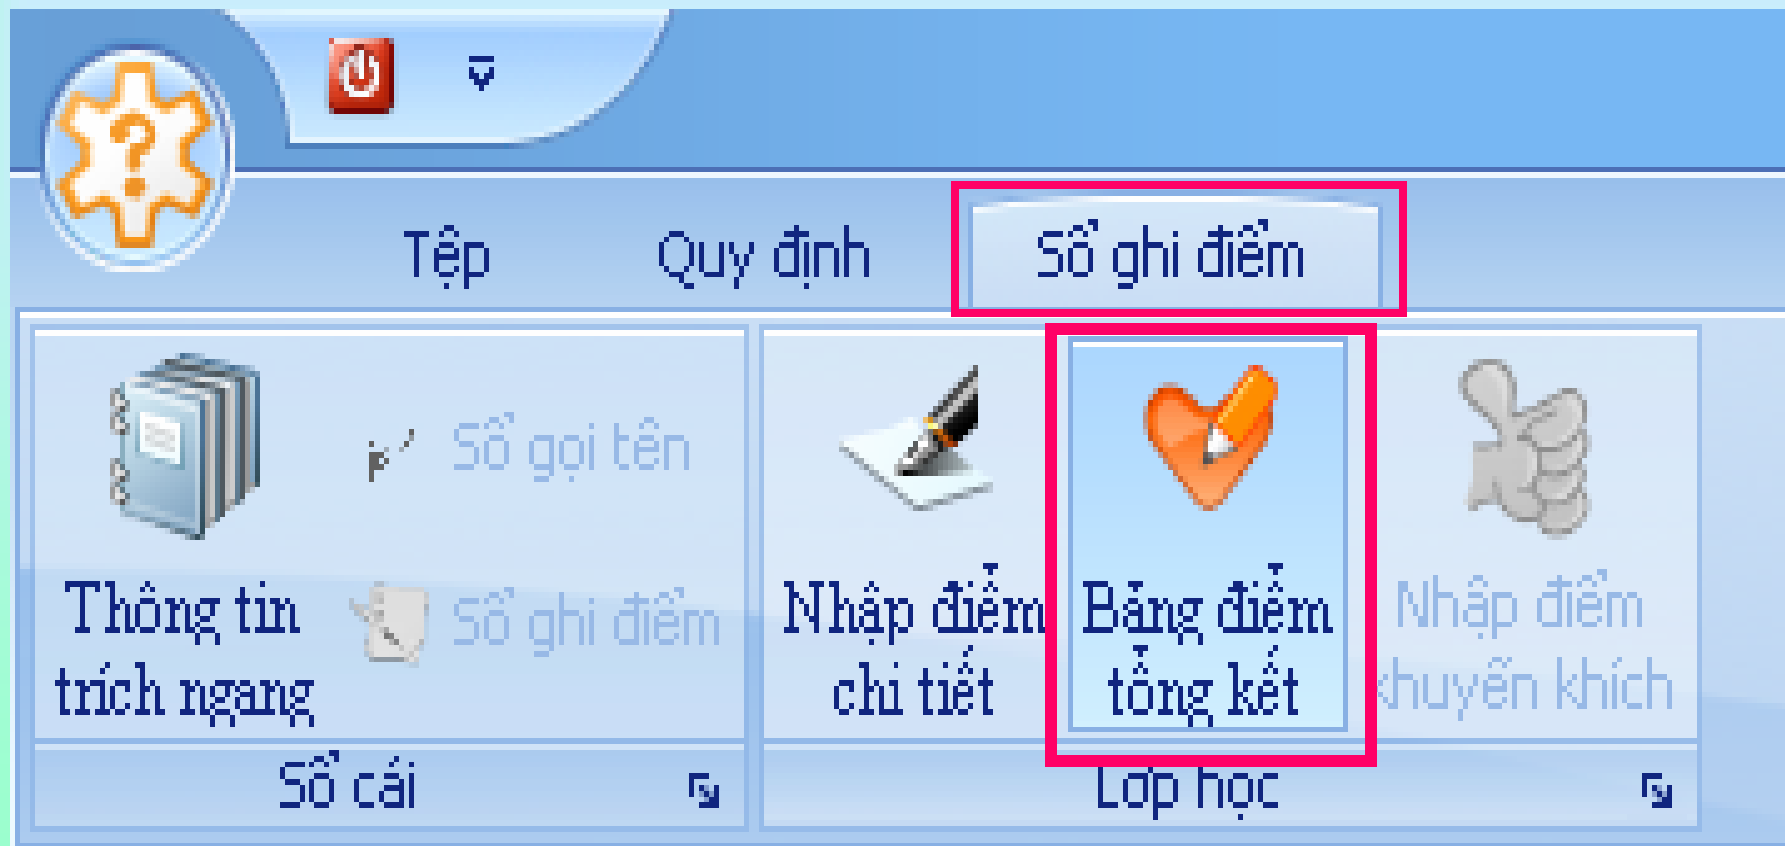 Tệp Quy định Sổ ghi điểm
Thông tin
trích ngang
Sổ gọi tên
Sổ ghi điểm
Nhập điểm
chi tiết
Bảng điểm
tổng kết
Nhập điểm
khuyến khích
Sổ cái
Lớp học